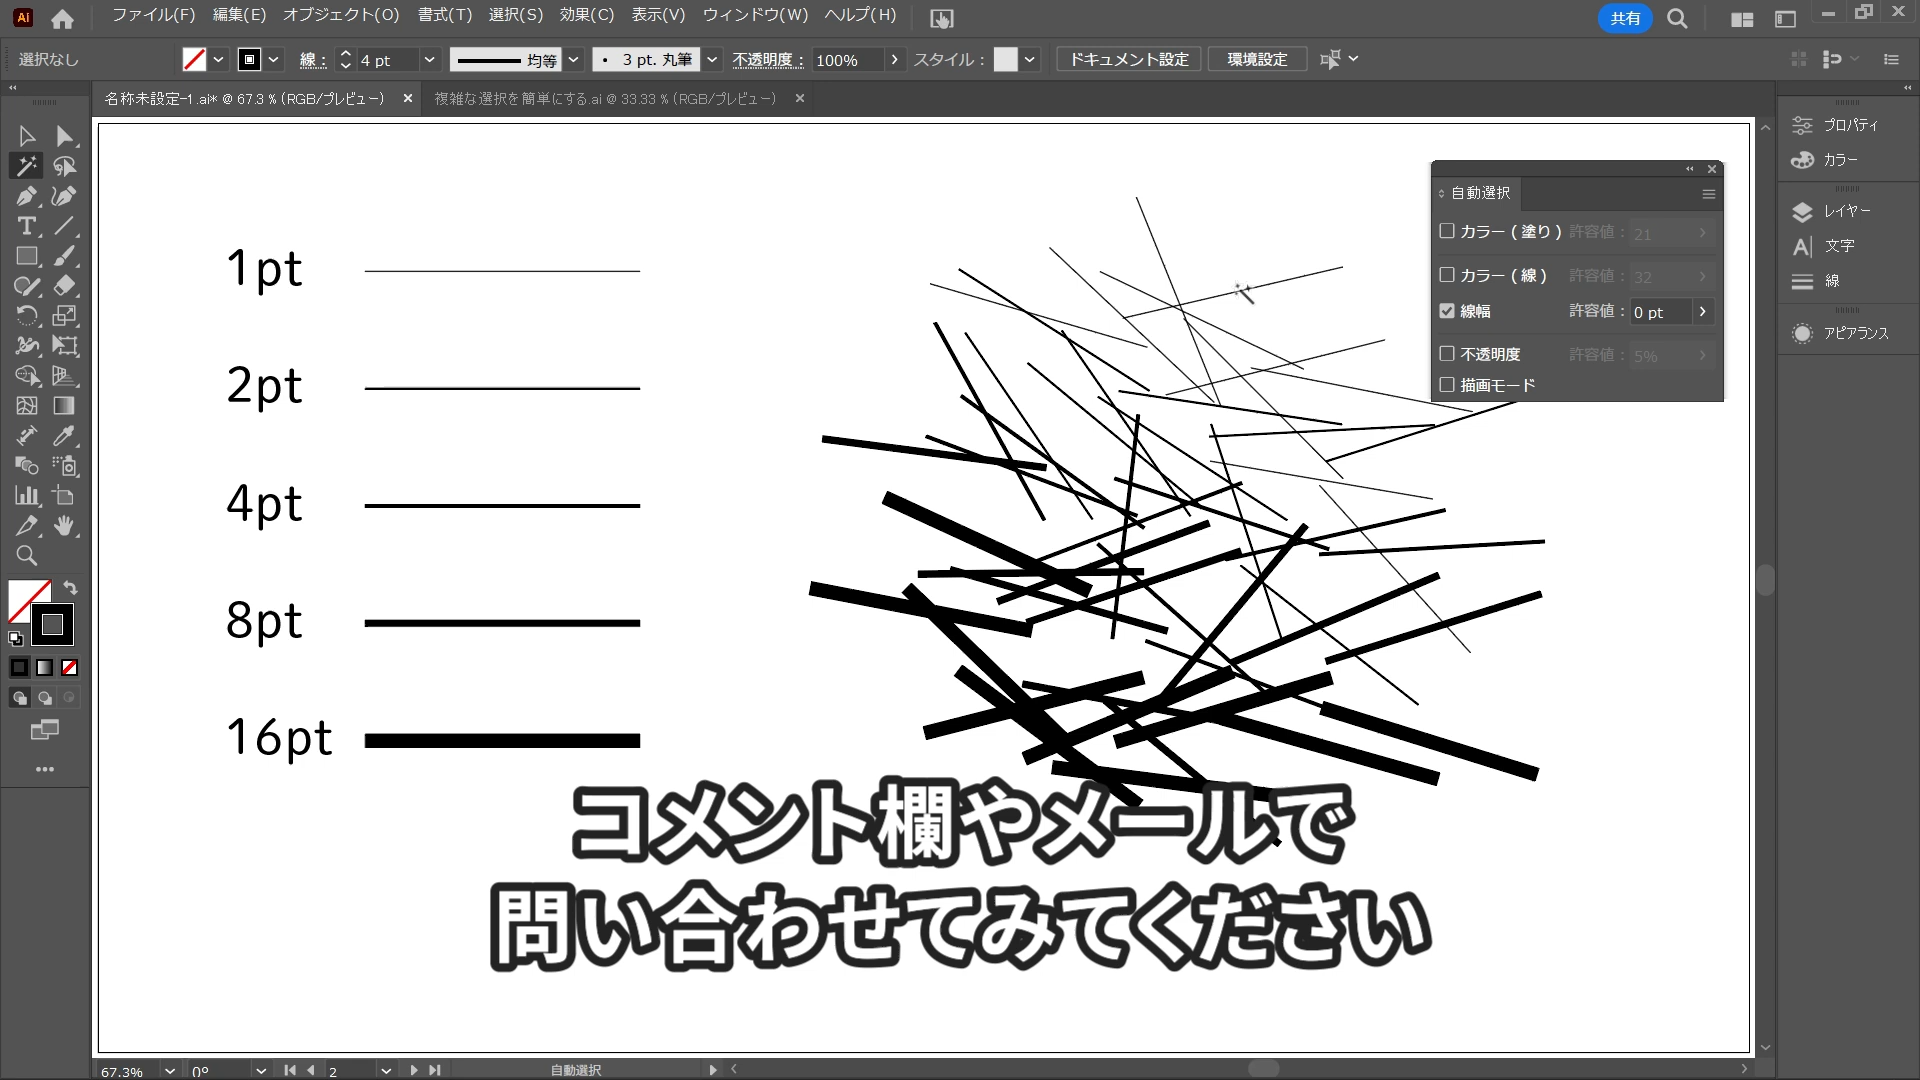 Ai ファイル(F) 編集(E) オブジェクト(O) 書式(T) 選択(S) 効果(C) 表示(V) ウィンドウ(W) ヘルプ(H) 共有
選択なし 線： 4 pt 均等 3 pt. 丸筆 不透明度： 100% スタイル： ドキュメント設定 環境設定
名称未設定-1.ai* @ 67.3 % (RGB/プレビュー) 複雑な選択を簡単にする.ai @ 33.33 % (RGB/プレビュー)
プロパティ
カラー
レイヤー
文字
線
アピアランス
自動選択
カラー ( 塗り ) 許容値： 21
カラー ( 線 ) 許容値： 32
線幅 許容値： 0 pt
不透明度 許容値： 5%
描画モード
1pt
2pt
4pt
8pt
16pt
コメント欄やメールで
問い合わせてみてください
67.3% 0° 2 自動選択